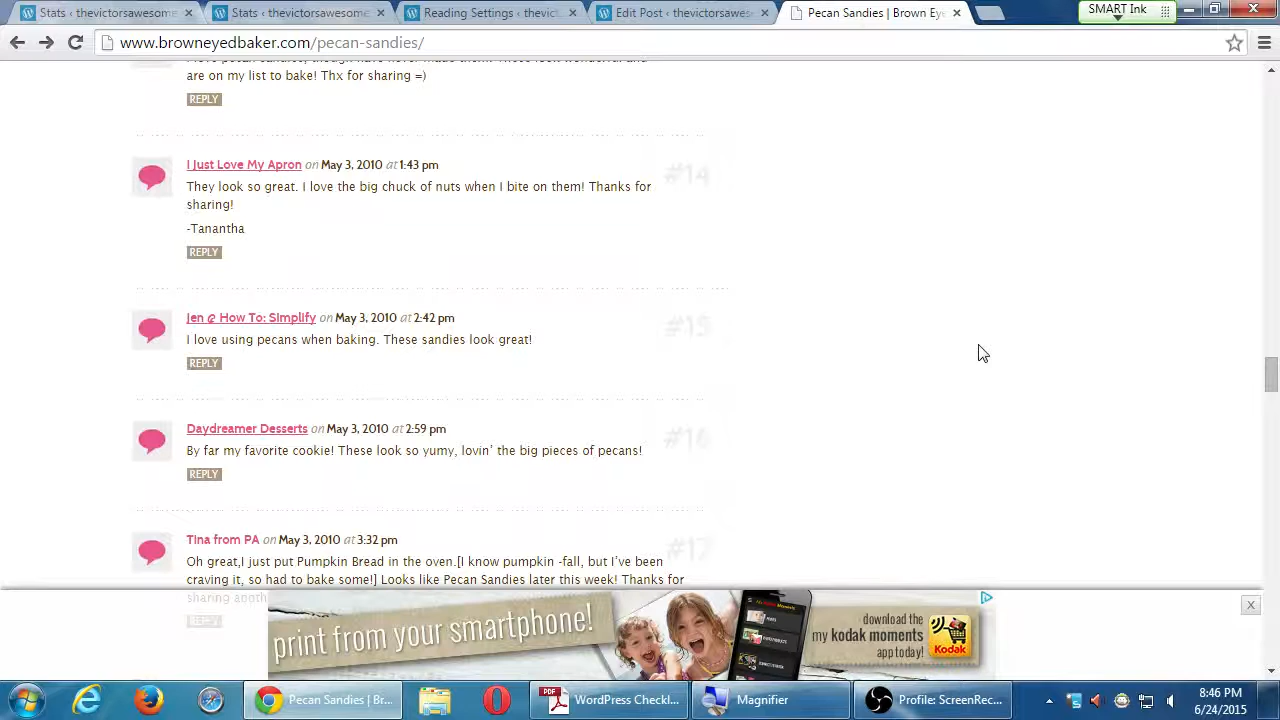 Stats ‹ thevictorsawesome
Stats ‹ thevictorsawesome
Reading Settings ‹ thevict
Edit Post ‹ thevictorsawes
Pecan Sandies | Brown Eye
SMART Ink
www.browneyedbaker.com/pecan-sandies/
are on my list to bake! Thx for sharing =)
REPLY
I Just Love My Apron on May 3, 2010 at 1:43 pm
#14
They look so great. I love the big chuck of nuts when I bite on them! Thanks for
sharing!
-Tanantha
REPLY
Jen @ How To: Simplify on May 3, 2010 at 2:42 pm
#15
I love using pecans when baking. These sandies look great!
REPLY
Daydreamer Desserts on May 3, 2010 at 2:59 pm
#16
By far my favorite cookie! These look so yumy, lovin’ the big pieces of pecans!
REPLY
Tina from PA on May 3, 2010 at 3:32 pm
#17
Oh great,I just put Pumpkin Bread in the oven.[I know pumpkin -fall, but I’ve been
craving it, so had to bake some!] Looks like Pecan Sandies later this week! Thanks for
sharing anoth
REPLY
print from your smartphone!
download the
my kodak moments
app today!
Kodak
X
Pecan Sandies | Br...
PDF
WordPress Checkl...
Magnifier
Profile: ScreenRec...
8:46 PM
6/24/2015